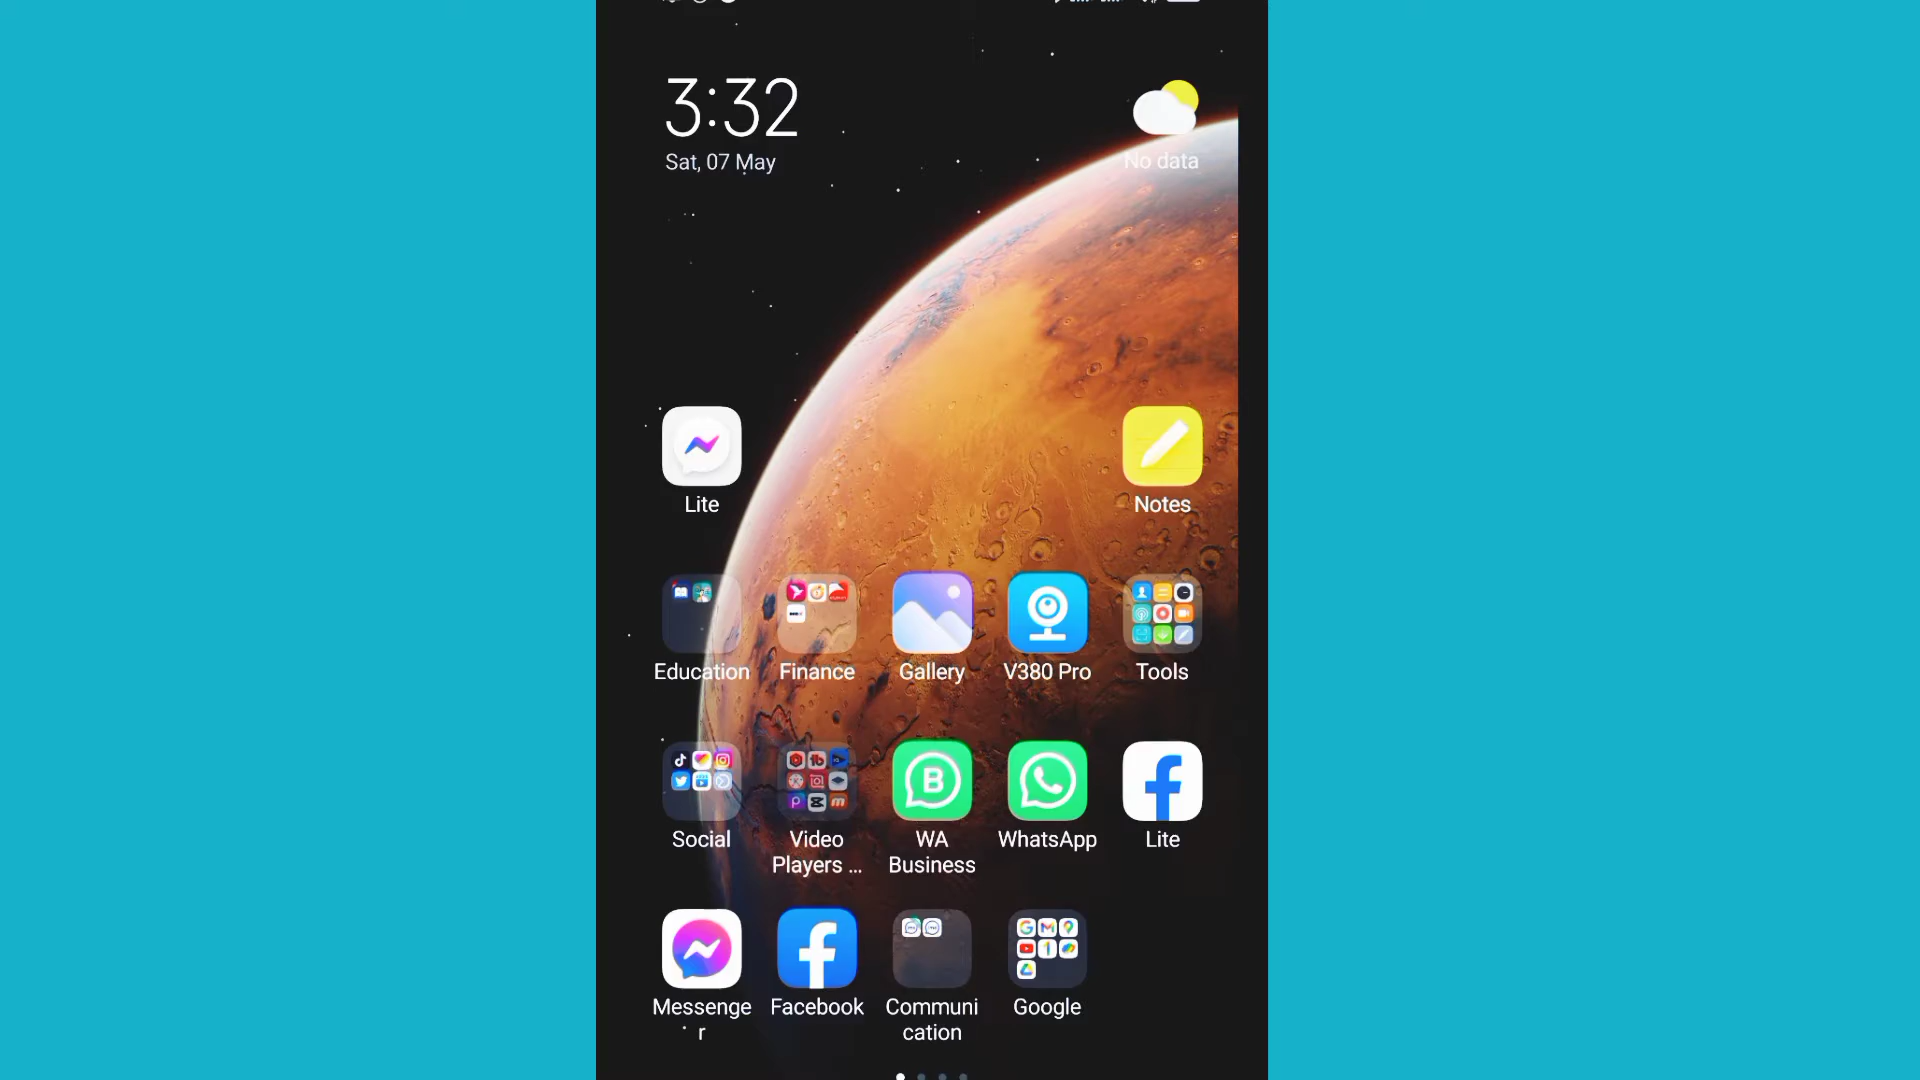 3:32
Sat, 07 May
No data
Lite
Notes
Education
Finance
Gallery
V380 Pro
Tools
Social
Video
Players ...
WA
Business
WhatsApp
Lite
Messenge
r
Facebook
Communi
cation
Google